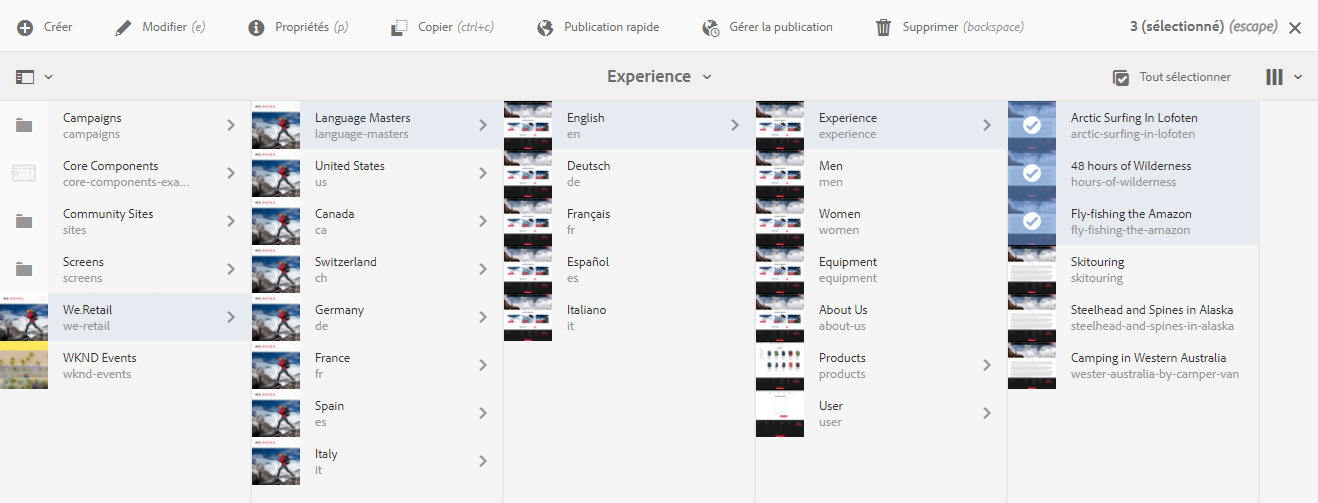 Créer Modifier (e) Propriétés (p) Copier (ctrl+c) Publication rapide Gérer la publication Supprimer (backspace) 3 (sélectionné) (escape)
Experience Tout sélectionner
Campaigns
campaigns
Core Components
core-components-exa...
Community Sites
sites
Screens
screens
We.Retail
we-retail
WKND Events
wknd-events
Language Masters
language-masters
United States
us
Canada
ca
Switzerland
ch
Germany
de
France
fr
Spain
es
Italy
it
English
en
Deutsch
de
Français
fr
Español
es
Italiano
it
Experience
experience
Men
men
Women
women
Equipment
equipment
About Us
about-us
Products
products
User
user
Arctic Surfing In Lofoten
arctic-surfing-in-lofoten
48 hours of Wilderness
hours-of-wilderness
Fly-fishing the Amazon
fly-fishing-the-amazon
Skitouring
skitouring
Steelhead and Spines in Alaska
steelhead-and-spines-in-alaska
Camping in Western Australia
wester-australia-by-camper-van